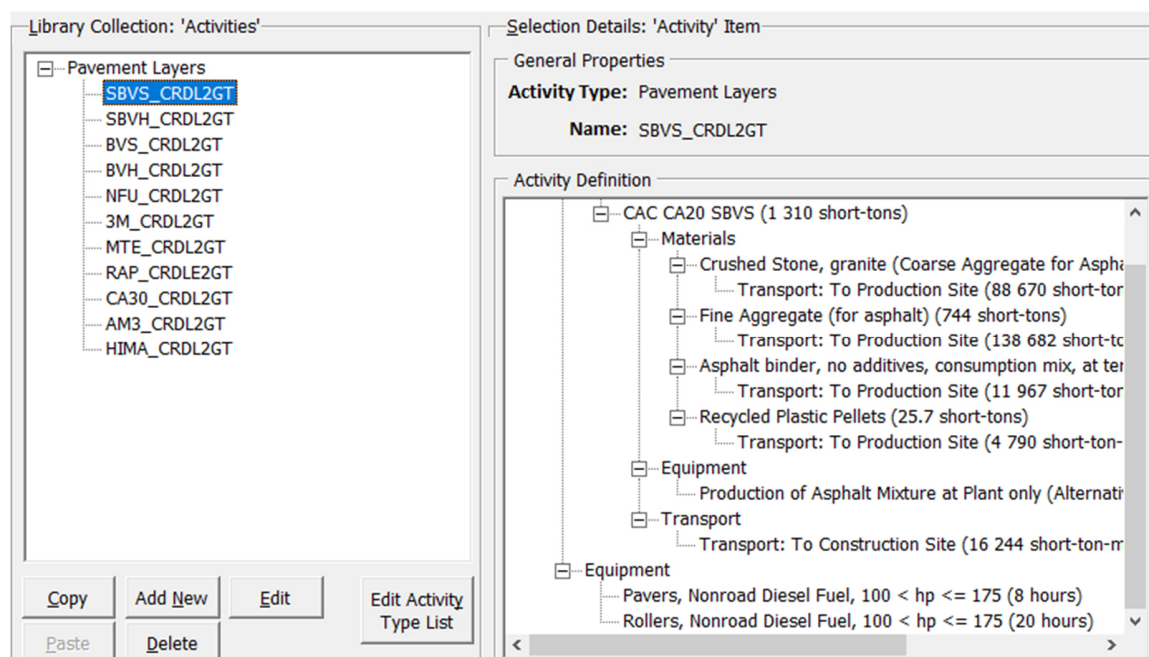 Library Collection: 'Activities'
Pavement Layers
SBVS_CRDL2GT
SBVH_CRDL2GT
BVS_CRDL2GT
BVH_CRDL2GT
NFU_CRDL2GT
3M_CRDL2GT
MTE_CRDL2GT
RAP_CRDLE2GT
CA30_CRDL2GT
AM3_CRDL2GT
HIMA_CRDL2GT
Copy
Add New
Edit
Edit Activity
Type List
Paste
Delete
Selection Details: 'Activity' Item
General Properties
Activity Type: Pavement Layers
Name: SBVS_CRDL2GT
Activity Definition
CAC CA20 SBVS (1 310 short-tons)
Materials
Crushed Stone, granite (Coarse Aggregate for Aspha
Transport: To Production Site (88 670 short-tor
Fine Aggregate (for asphalt) (744 short-tons)
Transport: To Production Site (138 682 short-tc
Asphalt binder, no additives, consumption mix, at ter
Transport: To Production Site (11 967 short-tor
Recycled Plastic Pellets (25.7 short-tons)
Transport: To Production Site (4 790 short-ton-
Equipment
Production of Asphalt Mixture at Plant only (Alternati
Transport
Transport: To Construction Site (16 244 short-ton-m
Equipment
Pavers, Nonroad Diesel Fuel, 100 < hp <= 175 (8 hours)
Rollers, Nonroad Diesel Fuel, 100 < hp <= 175 (20 hours)